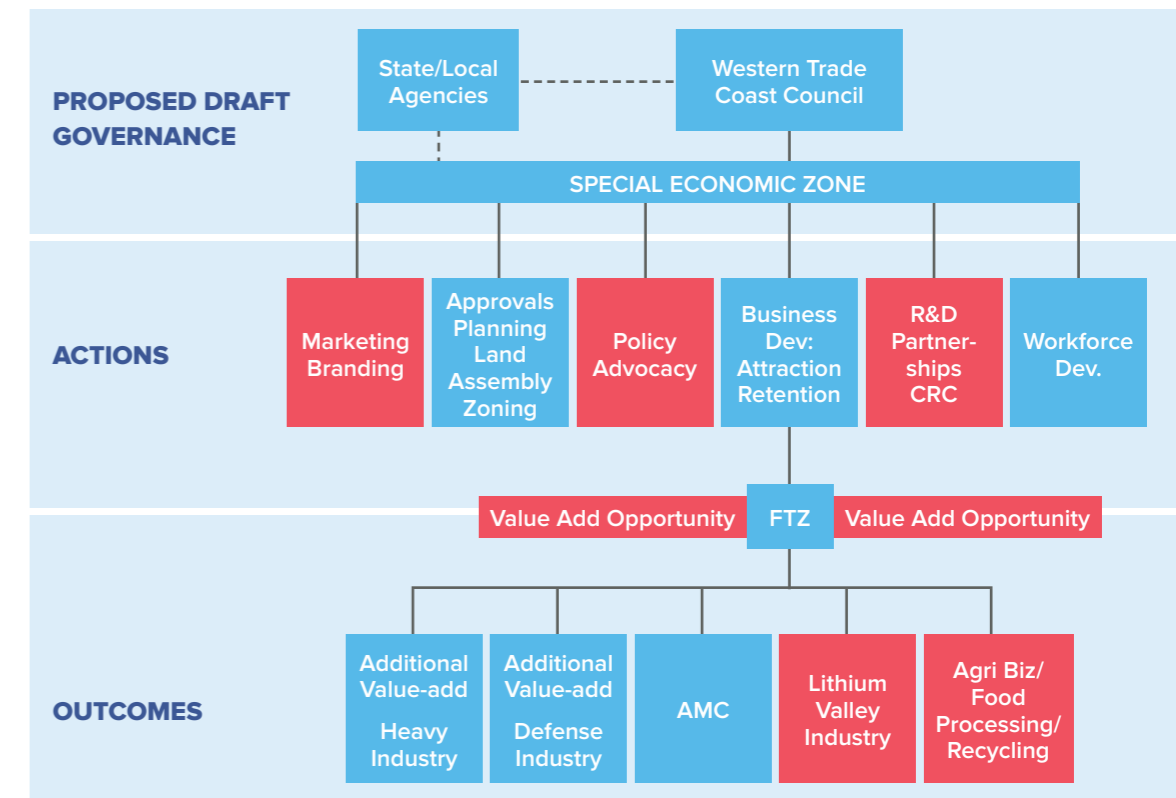 PROPOSED DRAFT
GOVERNANCE
State/Local
Agencies
Western Trade
Coast Council
SPECIAL ECONOMIC ZONE
ACTIONS
Marketing
Branding
Approvals
Planning
Land
Assembly
Zoning
Policy
Advocacy
Business
Dev:
Attraction
Retention
R&D
Partner-
ships
CRC
Workforce
Dev.
Value Add Opportunity
FTZ
Value Add Opportunity
OUTCOMES
Additional
Value-add
Heavy
Industry
Additional
Value-add
Defense
Industry
AMC
Lithium
Valley
Industry
Agri Biz/
Food
Processing/
Recycling